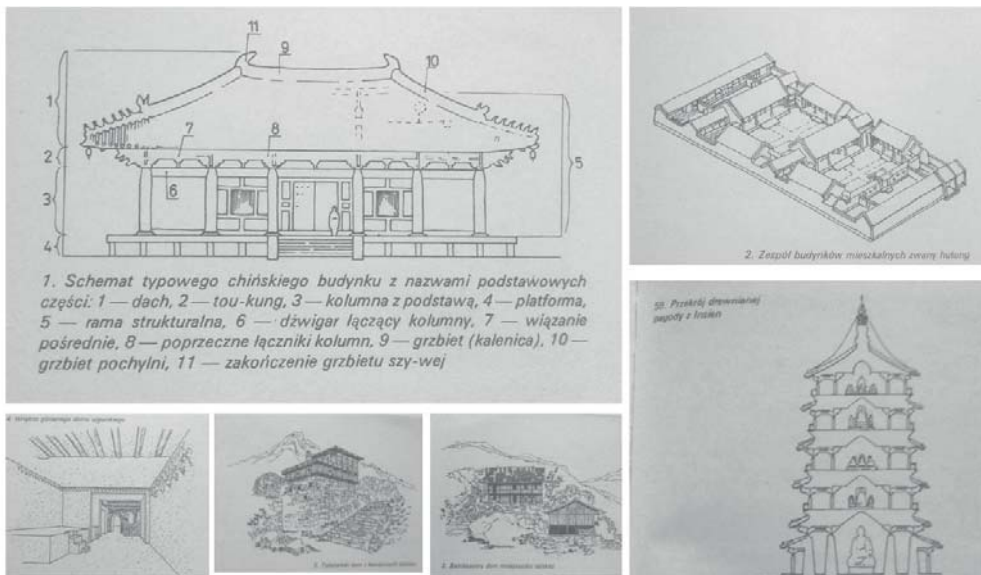 11
9
10
1
7
8
2
5
6
3
4
1. Schemat typowego chińskiego budynku z nazwami podstawowych
części: 1 — dach, 2 — tou-kung, 3 — kolumna z podstawą, 4 — platforma,
5 — rama strukturalna, 6 — dźwigar łączący kolumny, 7 — wiązanie
pośrednie, 8 — poprzeczne łączniki kolumn, 9 — grzbiet (kalenica), 10 —
grzbiet pochylni, 11 — zakończenie grzbietu szy-wej
2. Zespół budynków mieszkalnych zwany hutung
59. Przekrój drewnianej
pagody z Insien